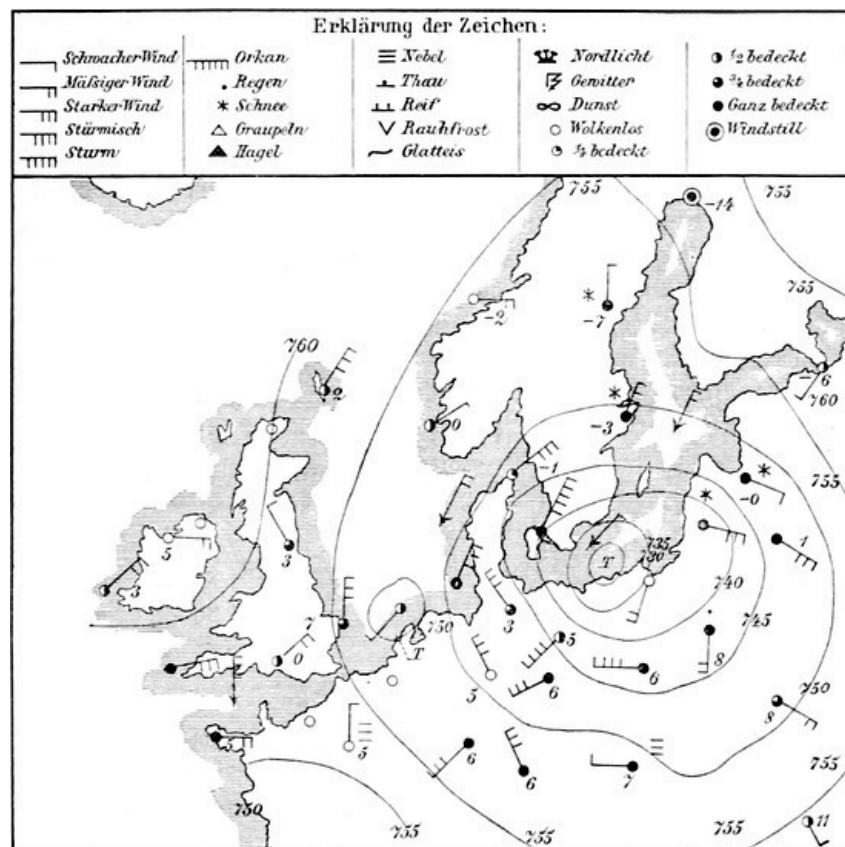 Erklärung der Zeichen:
Schwacher Wind
Mäßiger Wind
Starker Wind
Stürmisch
Sturm
Orkan
Regen
Schnee
Graupeln
Hagel
Nebel
Thau
Reif
Rauhfrost
Glatteis
Nordlicht
Gewitter
Dunst
Wolkenlos
¼ bedeckt
½ bedeckt
¾ bedeckt
Ganz bedeckt
Windstill
755
755
-14
755
-2
-7
760
2
0
-3
-6
760
-1
755
-0
5
3
1
3
T
735
730
740
7
750
3
745
0
T
5
8
5
6
6
750
8
5
6
6
7
755
750
755
755
755
11